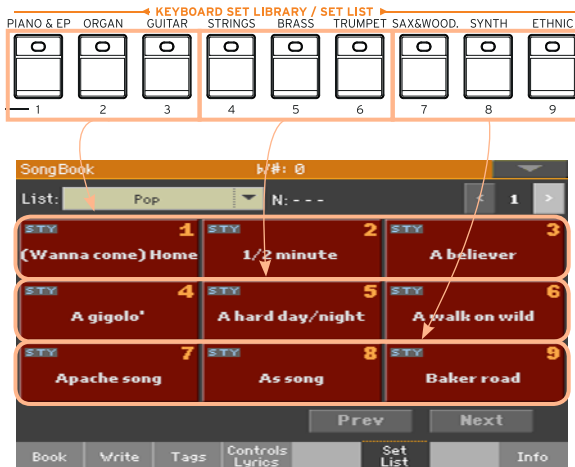 KEYBOARD SET LIBRARY / SET LIST
PIANO & EP ORGAN GUITAR STRINGS BRASS TRUMPET SAX&WOOD. SYNTH ETHNIC
1 2 3 4 5 6 7 8 9
SongBook ♭/#: 0
List: Pop N:--- < 1 >
STY 1 STY 2 STY 3
(Wanna come) Home 1/2 minute A believer
STY 4 STY 5 STY 6
A gigolo' A hard day/night A walk on wild
STY 7 STY 8 STY 9
Apache song As song Baker road
Prev Next
Book Write Tags Controls Lyrics Set List Info